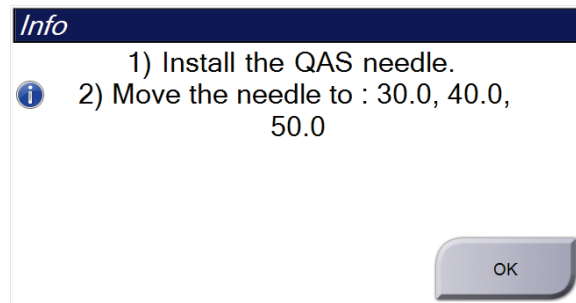 Info
1) Install the QAS needle.
2) Move the needle to : 30.0, 40.0,
50.0
OK